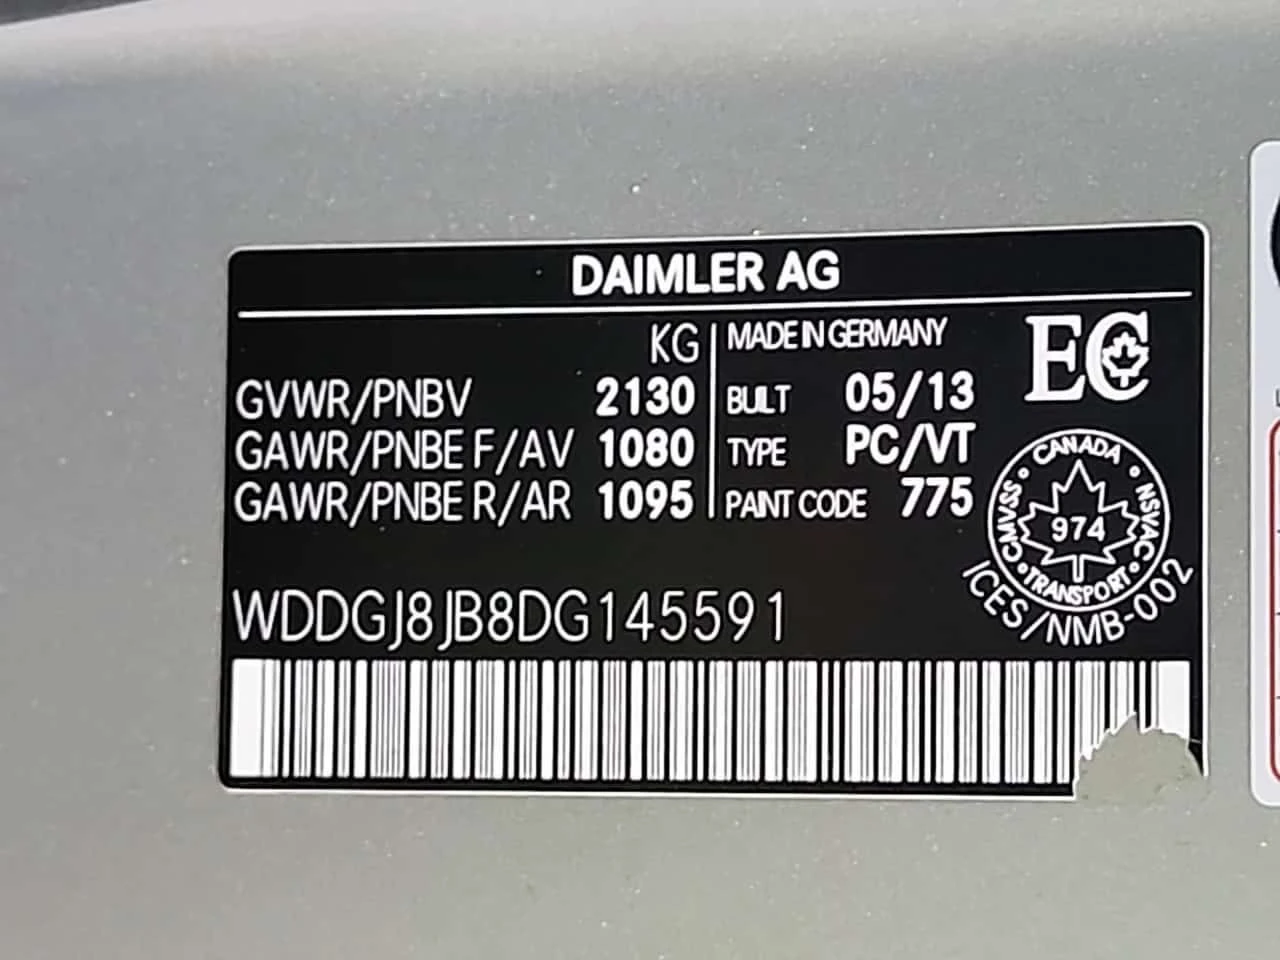 DAIMLER AG
KG
MADE IN GERMANY
GVWR/PNBV 2130
BUILT 05/13
GAWR/PNBE F/AV 1080
TYPE PC/VT
GAWR/PNBE R/AR 1095
PAINT CODE 775
EC
CANADA
NSVAC
TRANSPORT
CMVSS
974
ICES/NMB-002
WDDGJ8JB8DG145591